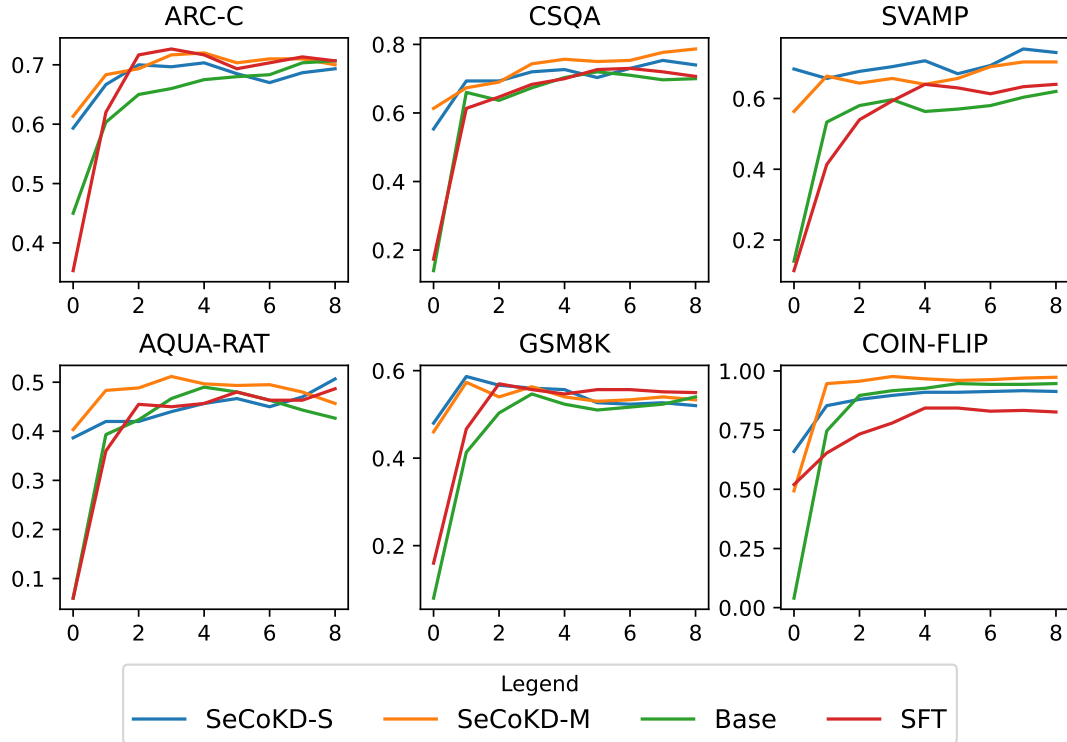 ARC-C CSQA SVAMP
0.7 0.8
0.6 0.6 0.6
0.5 0.4 0.4
0.4 0.2 0.2
0 2 4 6 8 0 2 4 6 8 0 2 4 6 8
AQUA-RAT GSM8K COIN-FLIP
0.5 0.6 1.00
0.4 0.75
0.3 0.4 0.50
0.2 0.2 0.25
0.1 0.00
0 2 4 6 8 0 2 4 6 8 0 2 4 6 8
Legend
SeCoKD-S SeCoKD-M Base SFT